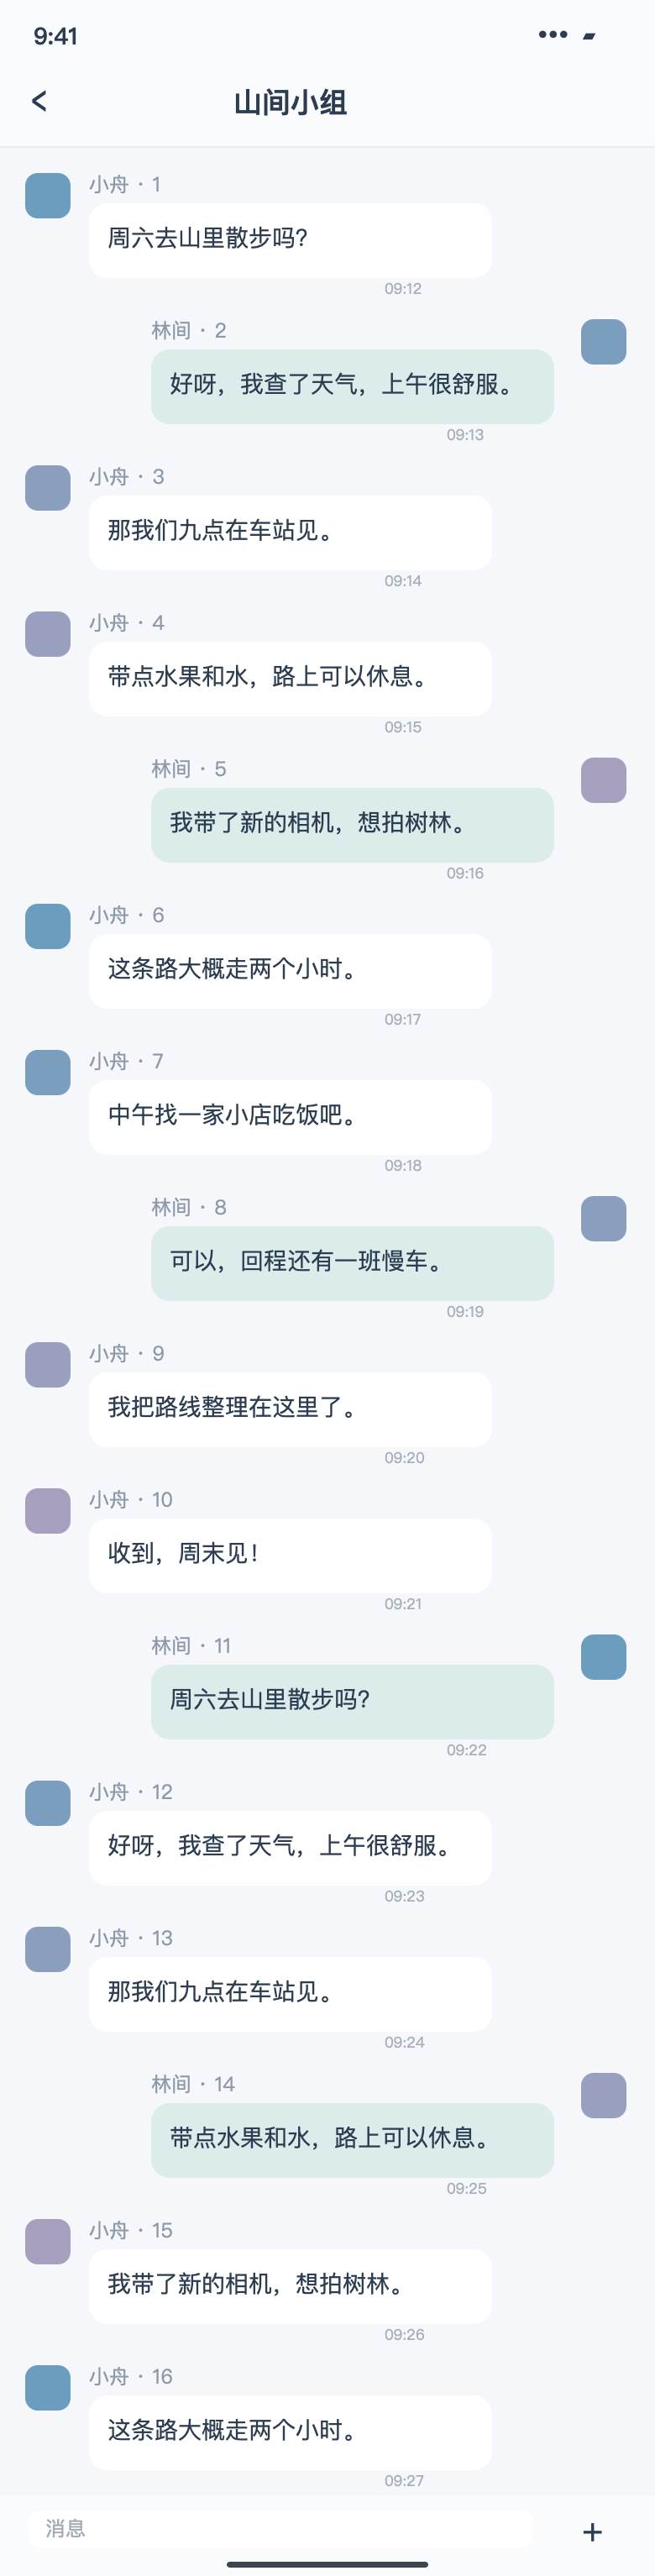 9:41
山间小组
小舟 · 1
周六去山里散步吗？
09:12
林间 · 2
好呀，我查了天气，上午很舒服。
09:13
小舟 · 3
那我们九点在车站见。
09:14
小舟 · 4
带点水果和水，路上可以休息。
09:15
林间 · 5
我带了新的相机，想拍树林。
09:16
小舟 · 6
这条路大概走两个小时。
09:17
小舟 · 7
中午找一家小店吃饭吧。
09:18
林间 · 8
可以，回程还有一班慢车。
09:19
小舟 · 9
我把路线整理在这里了。
09:20
小舟 · 10
收到，周末见！
09:21
林间 · 11
周六去山里散步吗？
09:22
小舟 · 12
好呀，我查了天气，上午很舒服。
09:23
小舟 · 13
那我们九点在车站见。
09:24
林间 · 14
带点水果和水，路上可以休息。
09:25
小舟 · 15
我带了新的相机，想拍树林。
09:26
小舟 · 16
这条路大概走两个小时。
09:27
消息